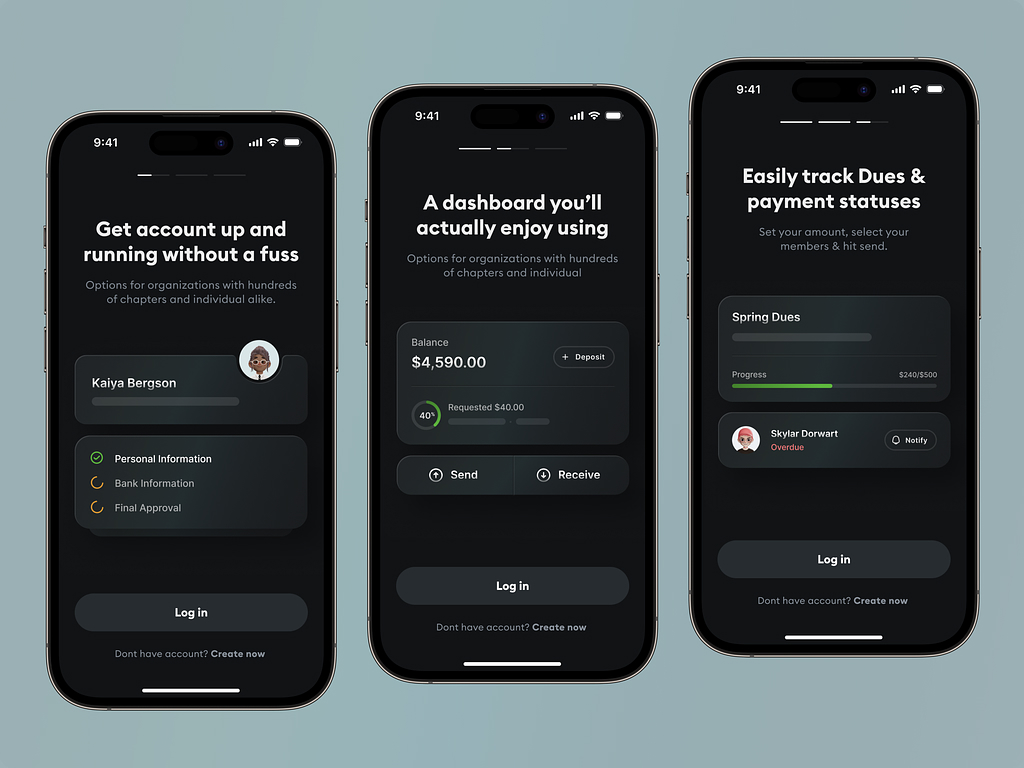 9:41
Get account up and
running without a fuss
Options for organizations with hundreds
of chapters and individual alike.
Kaiya Bergson
Personal Information
Bank Information
Final Approval
Log in
Dont have account? Create now
9:41
A dashboard you’ll
actually enjoy using
Options for organizations with hundreds
of chapters and individual
Balance
$4,590.00
+ Deposit
40%
Requested $40.00
Send
Receive
Log in
Dont have account? Create now
9:41
Easily track Dues &
payment statuses
Set your amount, select your
members & hit send.
Spring Dues
Progress
$240/$500
Skylar Dorwart
Overdue
Notify
Log in
Dont have account? Create now